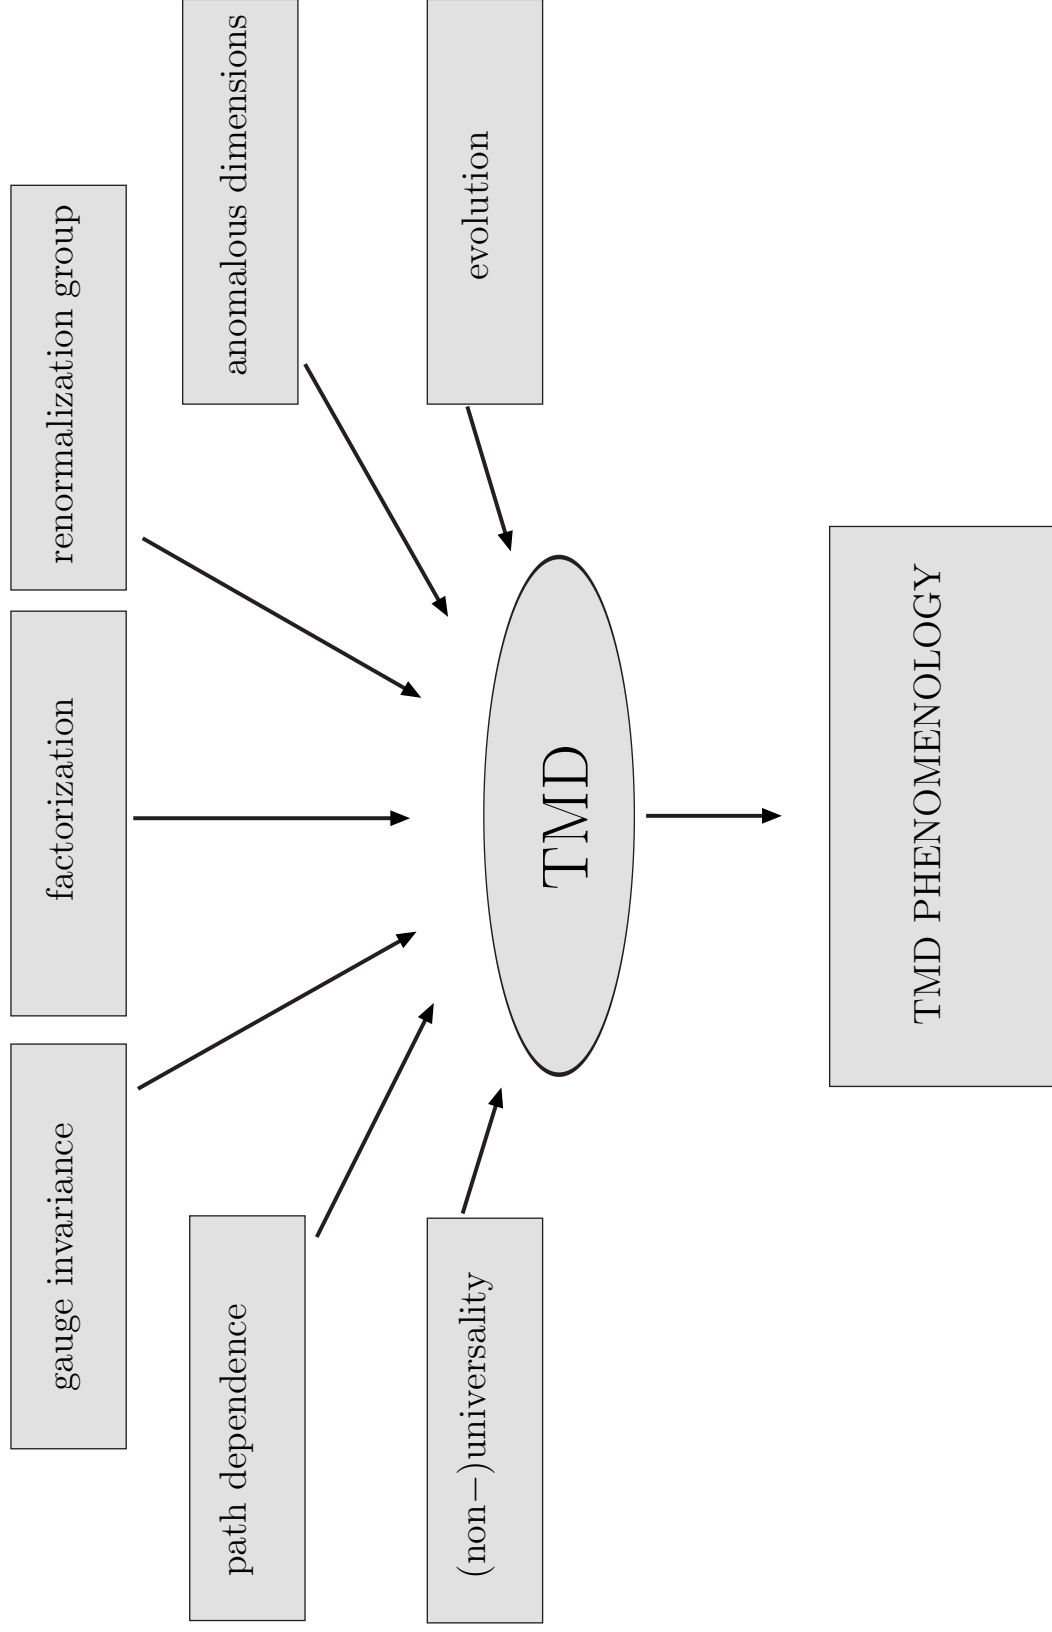 gauge invariance
factorization
renormalization group
path dependence
anomalous dimensions
(non−)universality
evolution
TMD
TMD PHENOMENOLOGY